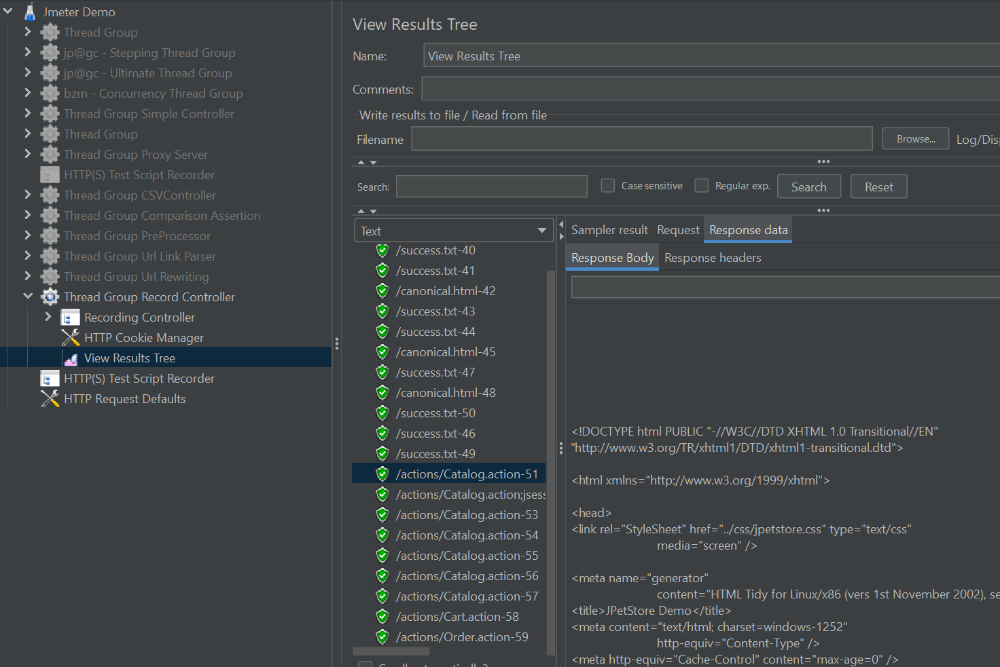 Jmeter Demo
Thread Group
jp@gc - Stepping Thread Group
jp@gc - Ultimate Thread Group
bzm - Concurrency Thread Group
Thread Group Simple Controller
Thread Group
Thread Group Proxy Server
HTTP(S) Test Script Recorder
Thread Group CSVController
Thread Group Comparison Assertion
Thread Group PreProcessor
Thread Group Url Link Parser
Thread Group Url Rewriting
Thread Group Record Controller
Recording Controller
HTTP Cookie Manager
View Results Tree
HTTP(S) Test Script Recorder
HTTP Request Defaults
View Results Tree
Name: View Results Tree
Comments:
Write results to file / Read from file
Filename Browse... Log/Dis
Search: Case sensitive Regular exp. Search Reset
Text
/success.txt-40
/success.txt-41
/canonical.html-42
/success.txt-43
/success.txt-44
/canonical.html-45
/success.txt-47
/canonical.html-48
/success.txt-50
/success.txt-46
/success.txt-49
/actions/Catalog.action-51
/actions/Catalog.action;jsess
/actions/Catalog.action-53
/actions/Catalog.action-54
/actions/Catalog.action-55
/actions/Catalog.action-56
/actions/Catalog.action-57
/actions/Cart.action-58
/actions/Order.action-59
Sampler result Request Response data
Response Body Response headers
<!DOCTYPE html PUBLIC "-//W3C//DTD XHTML 1.0 Transitional//EN"
"http://www.w3.org/TR/xhtml1/DTD/xhtml1-transitional.dtd">
<html xmlns="http://www.w3.org/1999/xhtml">
<head>
<link rel="StyleSheet" href="../css/jpetstore.css" type="text/css"
media="screen" />
<meta name="generator"
content="HTML Tidy for Linux/x86 (vers 1st November 2002), se
<title>JPetStore Demo</title>
<meta content="text/html; charset=windows-1252"
http-equiv="Content-Type" />
<meta http-equiv="Cache-Control" content="max-age=0" />